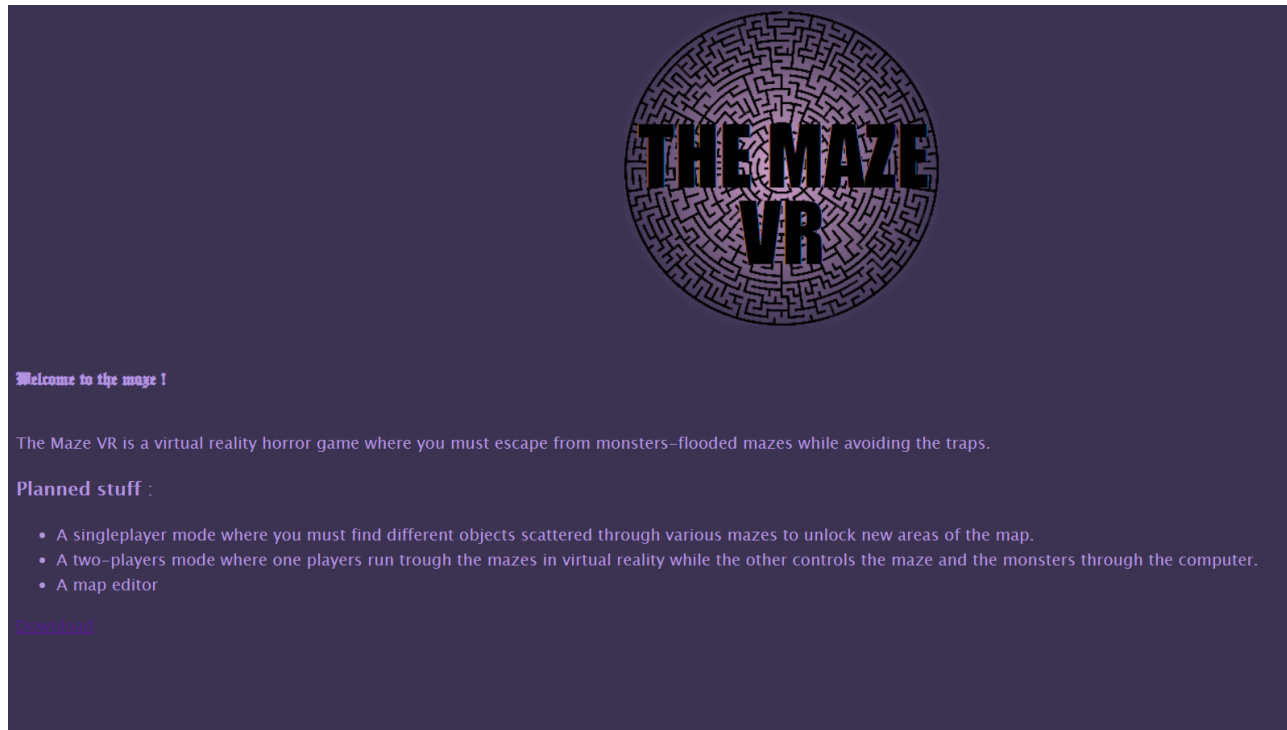 THE MAZE
VR
Welcome to the maze !
The Maze VR is a virtual reality horror game where you must escape from monsters-flooded mazes while avoiding the traps.
Planned stuff :
• A singleplayer mode where you must find different objects scattered through various mazes to unlock new areas of the map.
• A two-players mode where one players run trough the mazes in virtual reality while the other controls the maze and the monsters through the computer.
• A map editor
Download